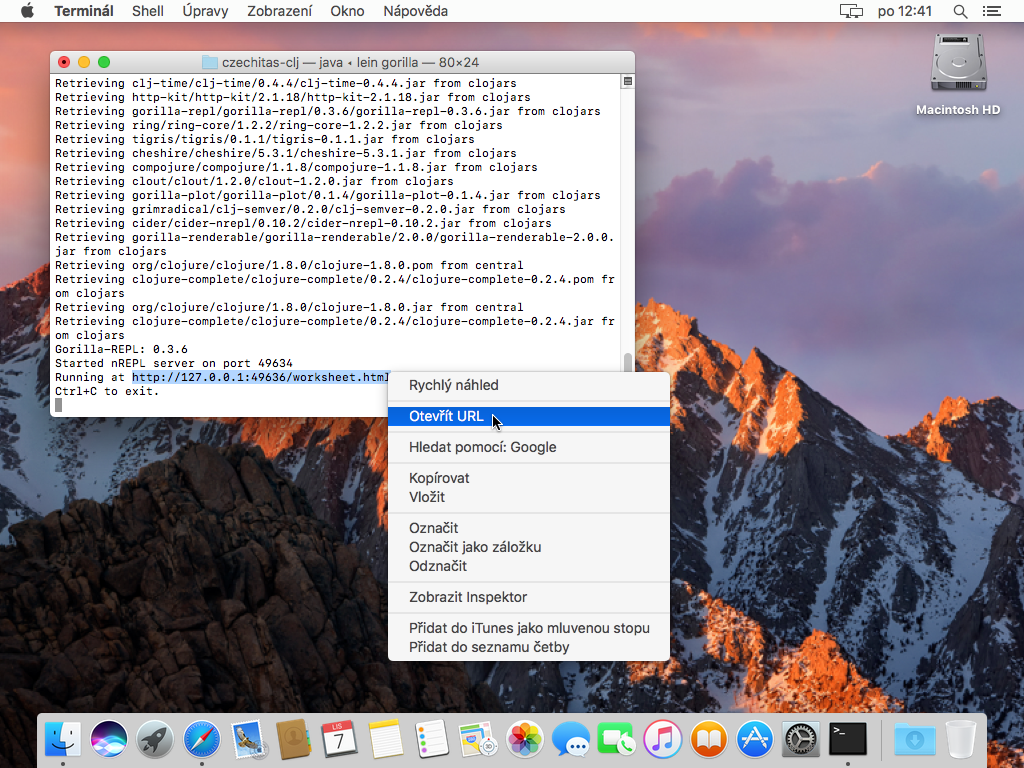 Terminál Shell Úpravy Zobrazení Okno Nápověda po 12:41
czechitas-clj — java ◂ lein gorilla — 80×24
Retrieving clj-time/clj-time/0.4.4/clj-time-0.4.4.jar from clojars
Retrieving http-kit/http-kit/2.1.18/http-kit-2.1.18.jar from clojars
Retrieving gorilla-repl/gorilla-repl/0.3.6/gorilla-repl-0.3.6.jar from clojars
Retrieving ring/ring-core/1.2.2/ring-core-1.2.2.jar from clojars
Retrieving tigris/tigris/0.1.1/tigris-0.1.1.jar from clojars
Retrieving cheshire/cheshire/5.3.1/cheshire-5.3.1.jar from clojars
Retrieving compojure/compojure/1.1.8/compojure-1.1.8.jar from clojars
Retrieving clout/clout/1.2.0/clout-1.2.0.jar from clojars
Retrieving gorilla-plot/gorilla-plot/0.1.4/gorilla-plot-0.1.4.jar from clojars
Retrieving grimradical/clj-semver/0.2.0/clj-semver-0.2.0.jar from clojars
Retrieving cider/cider-nrepl/0.10.2/cider-nrepl-0.10.2.jar from clojars
Retrieving gorilla-renderable/gorilla-renderable/2.0.0/gorilla-renderable-2.0.0.
jar from clojars
Retrieving org/clojure/clojure/1.8.0/clojure-1.8.0.pom from central
Retrieving clojure-complete/clojure-complete/0.2.4/clojure-complete-0.2.4.pom fr
om clojars
Retrieving org/clojure/clojure/1.8.0/clojure-1.8.0.jar from central
Retrieving clojure-complete/clojure-complete/0.2.4/clojure-complete-0.2.4.jar fr
om clojars
Gorilla-REPL: 0.3.6
Started nREPL server on port 49634
Running at http://127.0.0.1:49636/worksheet.html
Ctrl+C to exit.
Rychlý náhled
Otevřít URL
Hledat pomocí: Google
Kopírovat
Vložit
Označit
Označit jako záložku
Odznačit
Zobrazit Inspektor
Přidat do iTunes jako mluvenou stopu
Přidat do seznamu četby
Macintosh HD
LIS
7